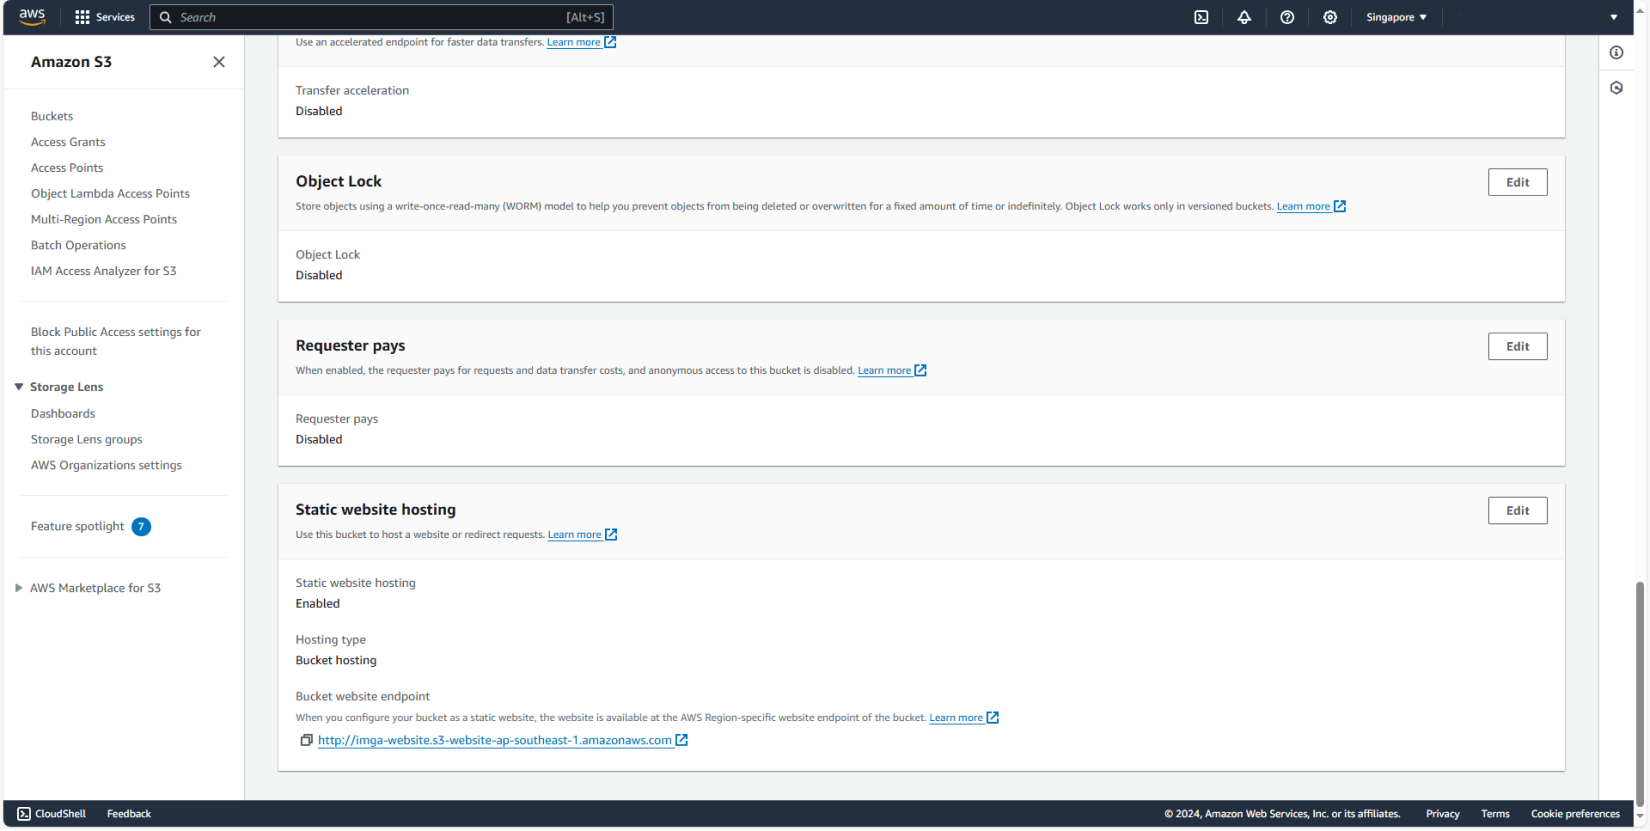 aws
Services
Search
[Alt+S]
Singapore
Amazon S3
Buckets
Access Grants
Access Points
Object Lambda Access Points
Multi-Region Access Points
Batch Operations
IAM Access Analyzer for S3
Block Public Access settings for
this account
Storage Lens
Dashboards
Storage Lens groups
AWS Organizations settings
Feature spotlight 7
AWS Marketplace for S3
Use an accelerated endpoint for faster data transfers. Learn more
Transfer acceleration
Disabled
Object Lock
Edit
Store objects using a write-once-read-many (WORM) model to help you prevent objects from being deleted or overwritten for a fixed amount of time or indefinitely. Object Lock works only in versioned buckets. Learn more
Object Lock
Disabled
Requester pays
Edit
When enabled, the requester pays for requests and data transfer costs, and anonymous access to this bucket is disabled. Learn more
Requester pays
Disabled
Static website hosting
Edit
Use this bucket to host a website or redirect requests. Learn more
Static website hosting
Enabled
Hosting type
Bucket hosting
Bucket website endpoint
When you configure your bucket as a static website, the website is available at the AWS Region-specific website endpoint of the bucket. Learn more
http://imga-website.s3-website-ap-southeast-1.amazonaws.com
CloudShell
Feedback
© 2024, Amazon Web Services, Inc. or its affiliates.
Privacy
Terms
Cookie preferences